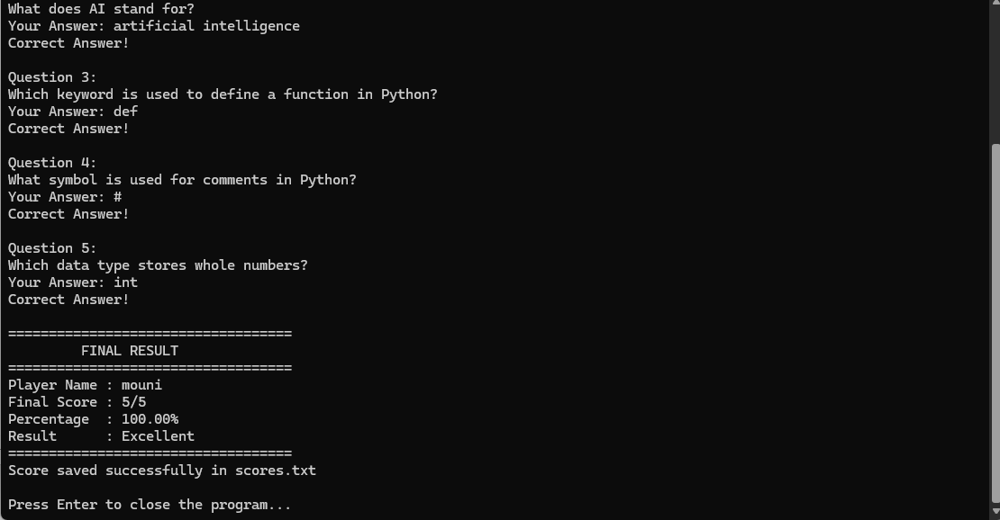 What does AI stand for?
Your Answer: artificial intelligence
Correct Answer!
Question 3:
Which keyword is used to define a function in Python?
Your Answer: def
Correct Answer!
Question 4:
What symbol is used for comments in Python?
Your Answer: #
Correct Answer!
Question 5:
Which data type stores whole numbers?
Your Answer: int
Correct Answer!
===================================
FINAL RESULT
===================================
Player Name : mouni
Final Score : 5/5
Percentage  : 100.00%
Result      : Excellent
===================================
Score saved successfully in scores.txt
Press Enter to close the program...